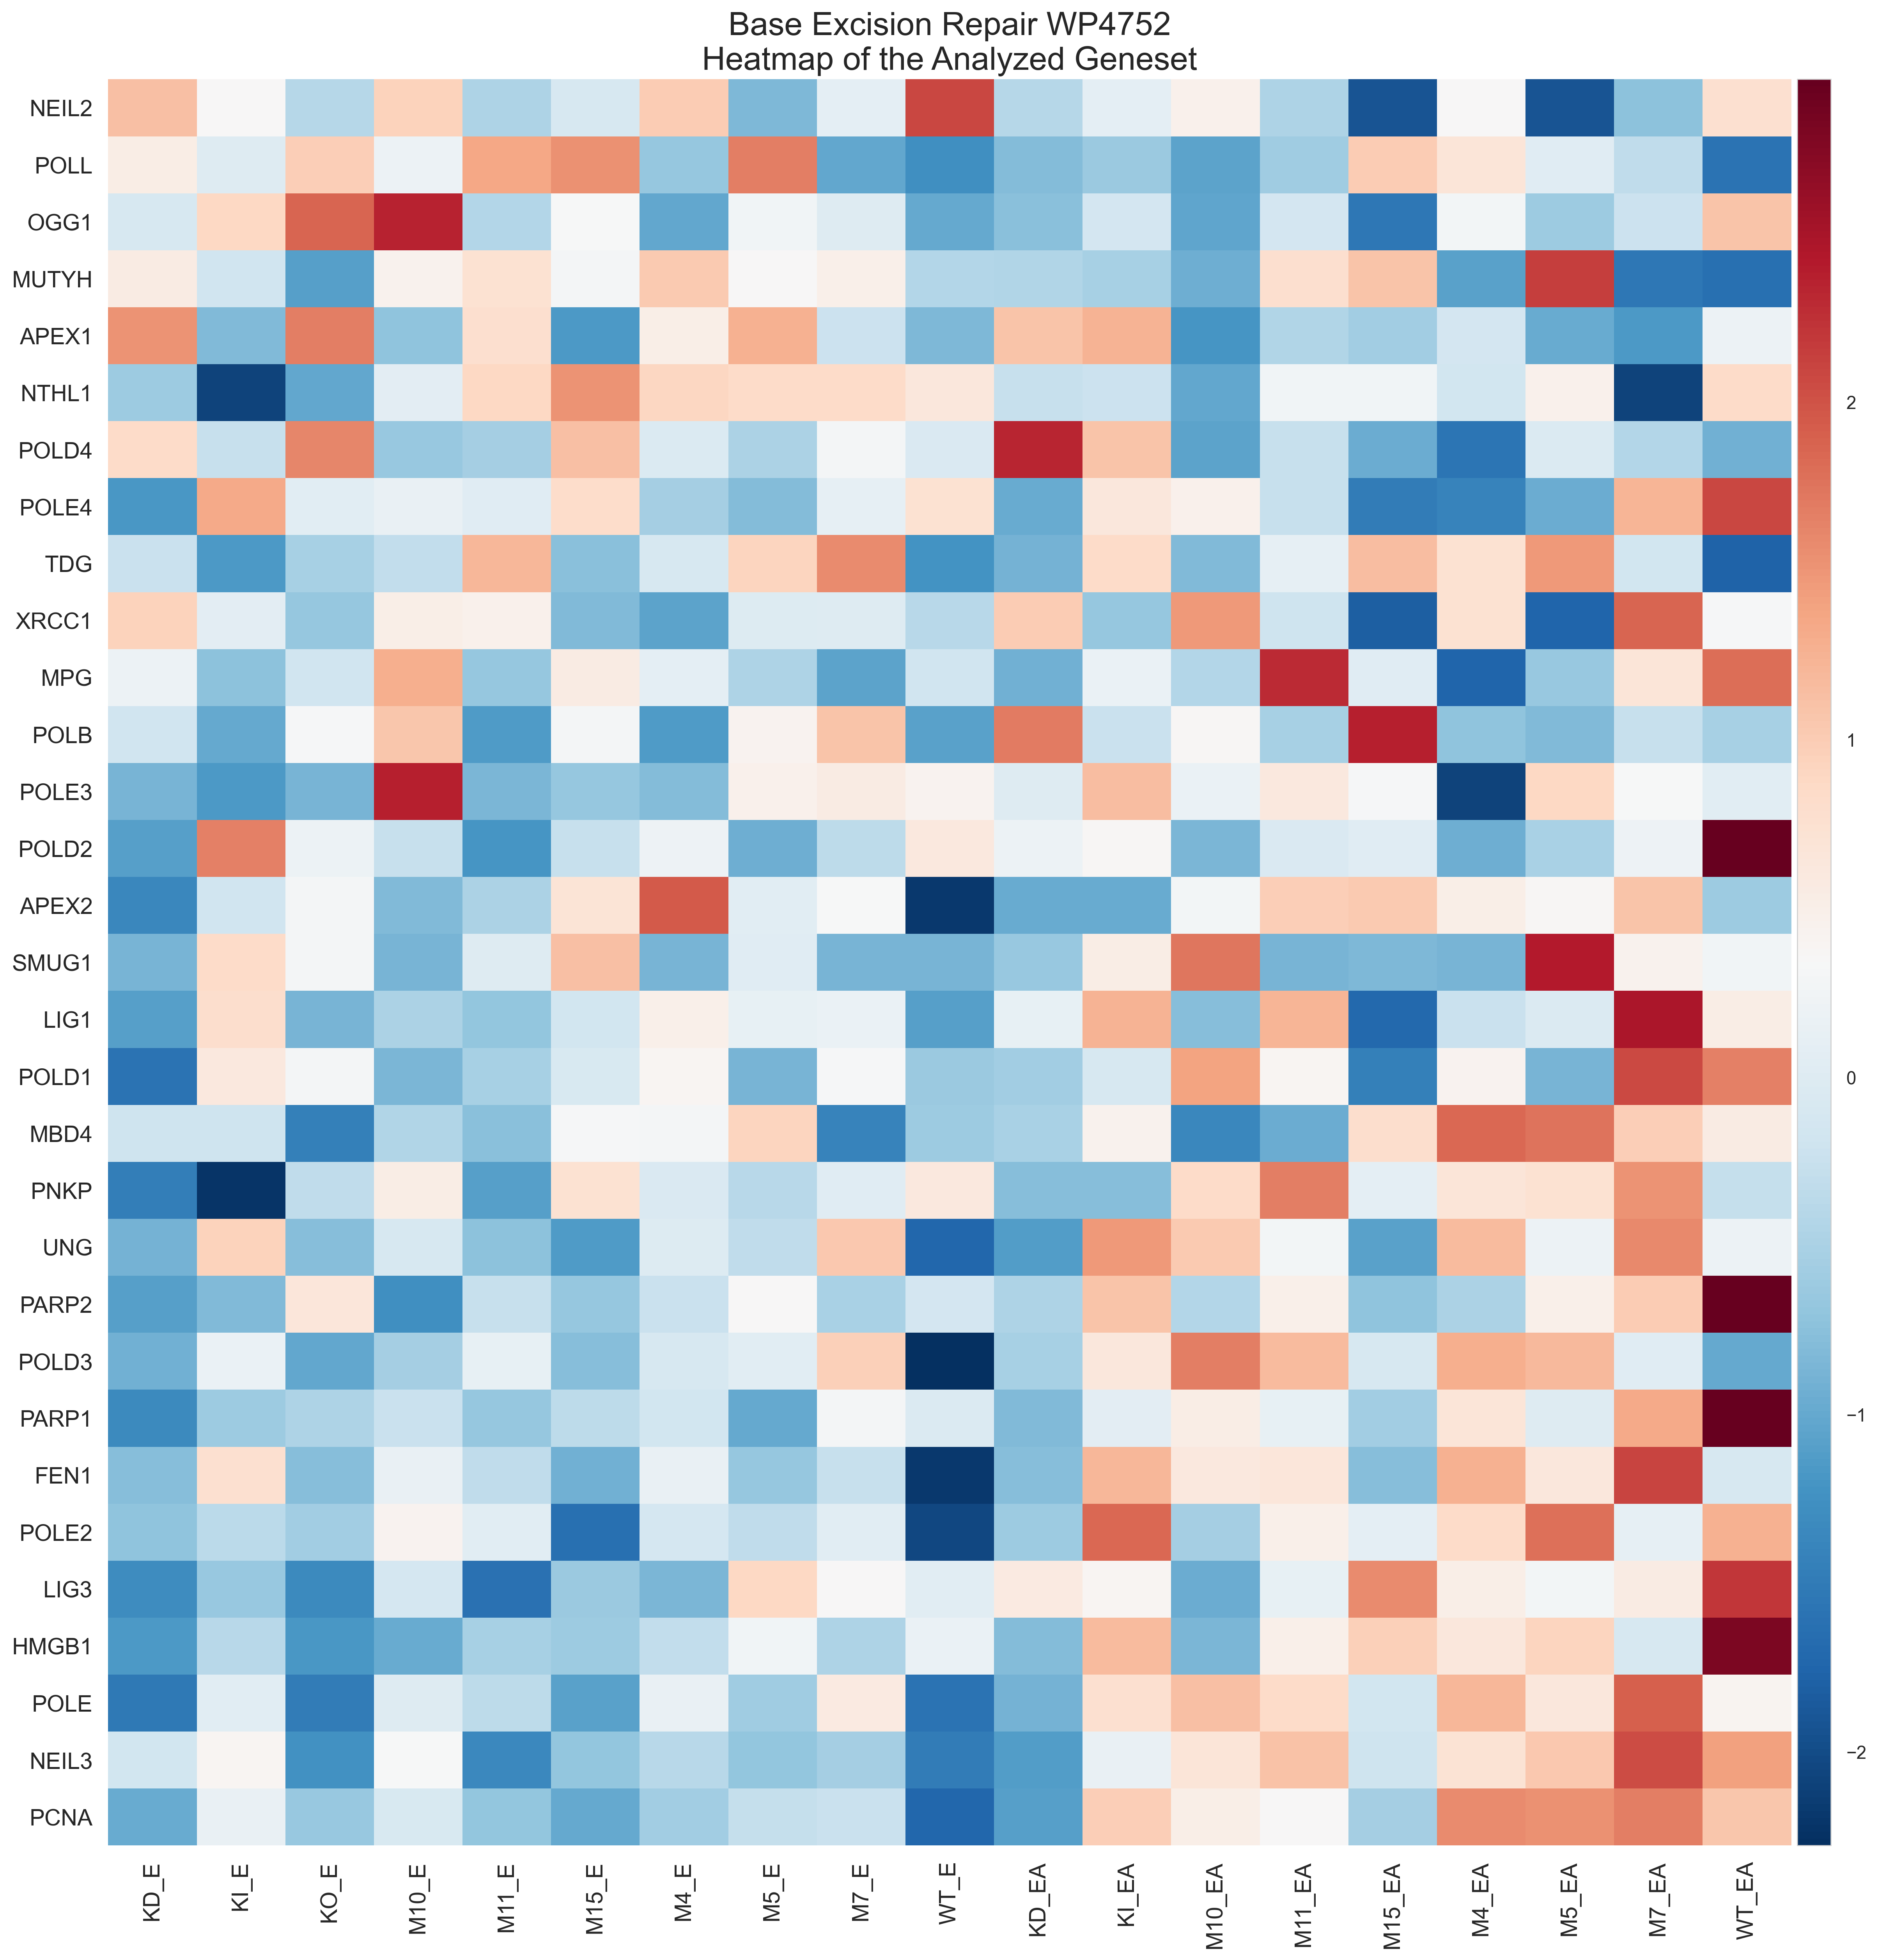 Base Excision Repair WP4752
Heatmap of the Analyzed Geneset
NEIL2
POLL
OGG1
MUTYH
APEX1
NTHL1
POLD4
POLE4
TDG
XRCC1
MPG
POLB
POLE3
POLD2
APEX2
SMUG1
LIG1
POLD1
MBD4
PNKP
UNG
PARP2
POLD3
PARP1
FEN1
POLE2
LIG3
HMGB1
POLE
NEIL3
PCNA
2
1
0
−1
−2
KD_E
KI_E
KO_E
M10_E
M11_E
M15_E
M4_E
M5_E
M7_E
WT_E
KD_EA
KI_EA
M10_EA
M11_EA
M15_EA
M4_EA
M5_EA
M7_EA
WT_EA